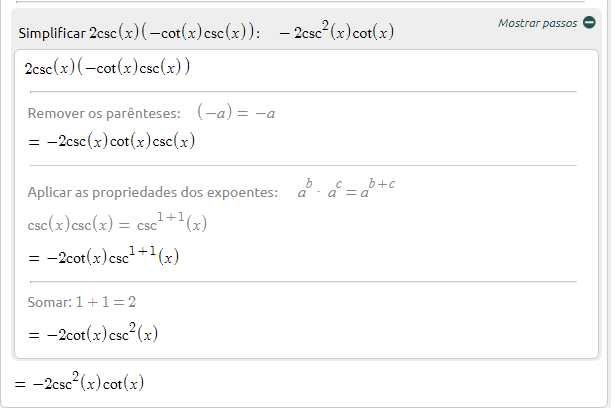 Simplificar 2csc(x)(−cot(x)csc(x)): −2csc²(x)cot(x) Mostrar passos
2csc(x)(−cot(x)csc(x))
Remover os parênteses: (−a) = −a
= −2csc(x)cot(x)csc(x)
Aplicar as propriedades dos expoentes: a^b · a^c = a^{b+c}
csc(x)csc(x) = csc^{1+1}(x)
= −2cot(x)csc^{1+1}(x)
Somar: 1 + 1 = 2
= −2cot(x)csc²(x)
= −2csc²(x)cot(x)